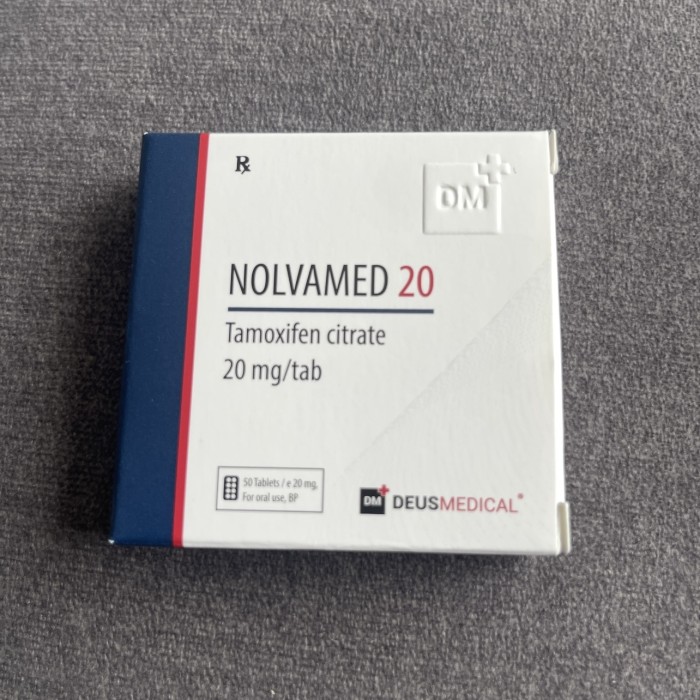 ℞
DM
NOLVAMED 20
Tamoxifen citrate
20 mg/tab
50 Tablets / e 20 mg,
For oral use, BP
DM DEUSMEDICAL®